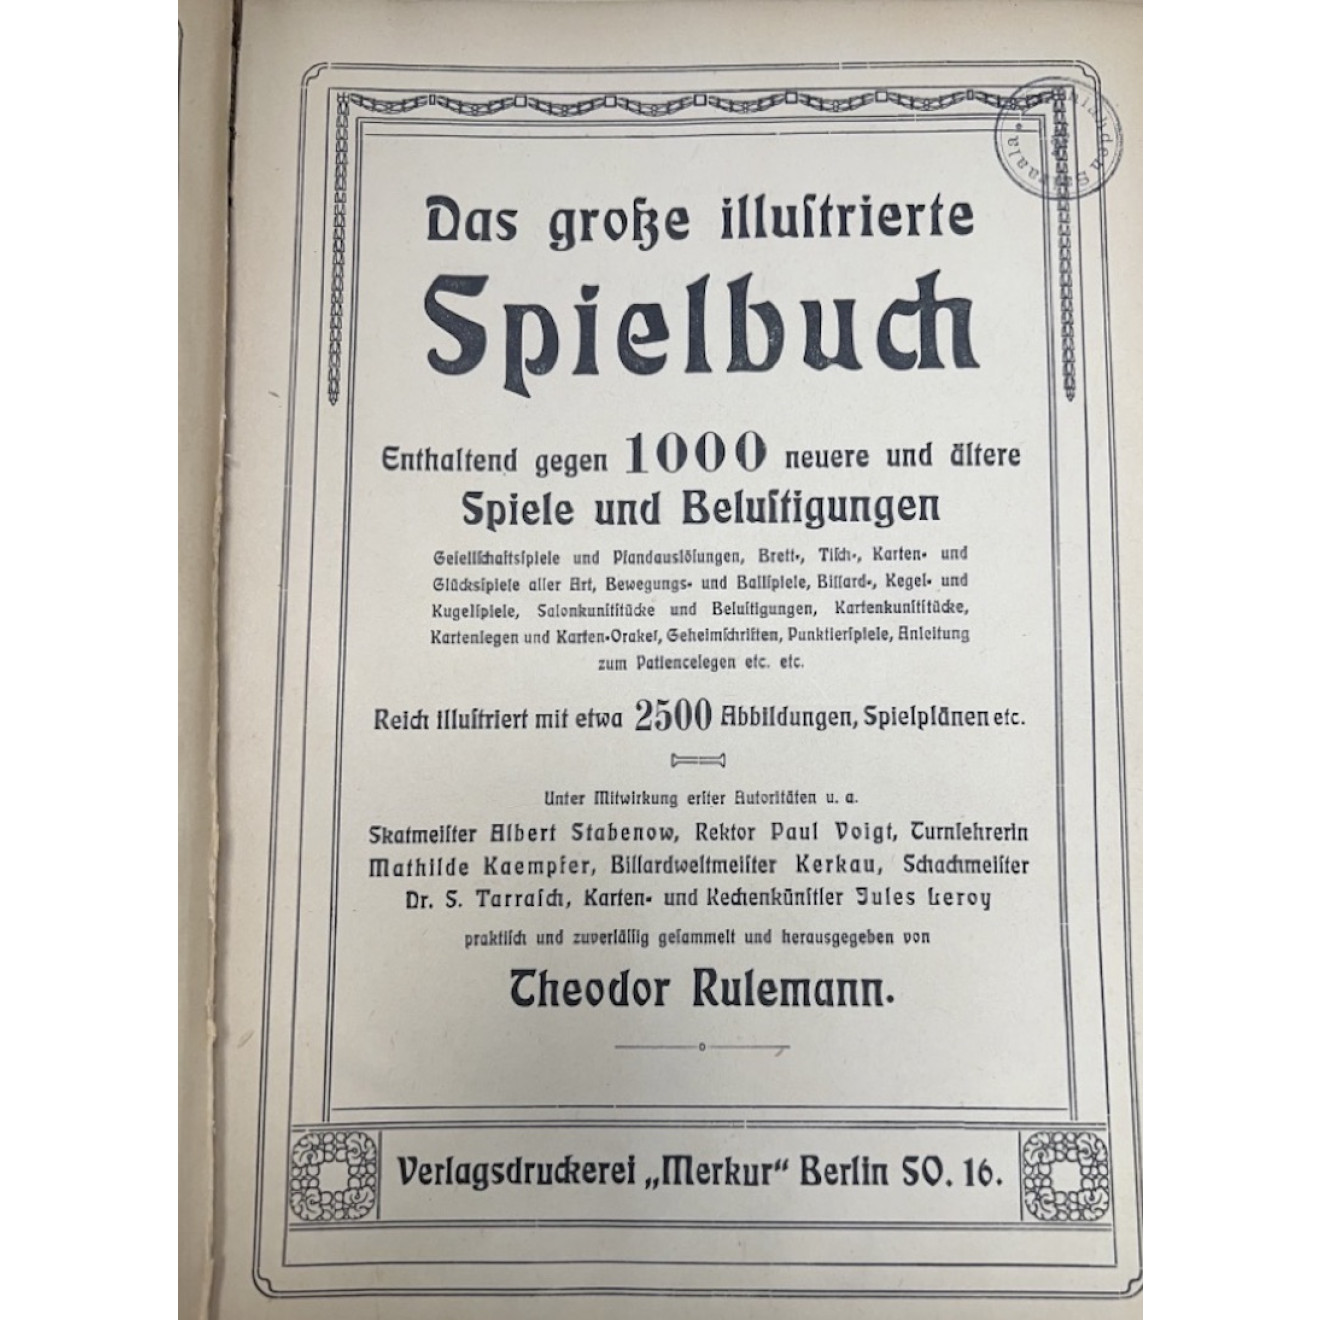 Das große illuſtrierte
Spielbuch
Enthaltend gegen 1000 neuere und ältere
Spiele und Beluſtigungen
Geſellſchaftsſpiele und Pfandauslöſungen, Brett-, Tiſch-, Karten- und
Glücksſpiele aller Art, Bewegungs- und Ballſpiele, Billard-, Kegel- und
Kugelſpiele, Salonkunſtſtücke und Beluſtigungen, Kartenkunſtſtücke,
Kartenlegen und Karten-Orakel, Geheimſchriften, Punktierſpiele, Anleitung
zum Patiencelegen etc. etc.
Reich illuſtriert mit etwa 2500 Abbildungen, Spielplänen etc.
Unter Mitwirkung erſter Autoritäten u. a.
Skatmeiſter Albert Stabenow, Rektor Paul Voigt, Turnlehrerin
Mathilde Kaempfer, Billardweltmeiſter Kerkau, Schachmeiſter
Dr. S. Tarraſch, Karten- und Rechenkünſtler Jules Leroy
praktiſch und zuverläſſig geſammelt und herausgegeben von
Theodor Rulemann.
Verlagsdruckerei „Merkur“ Berlin SO. 16.